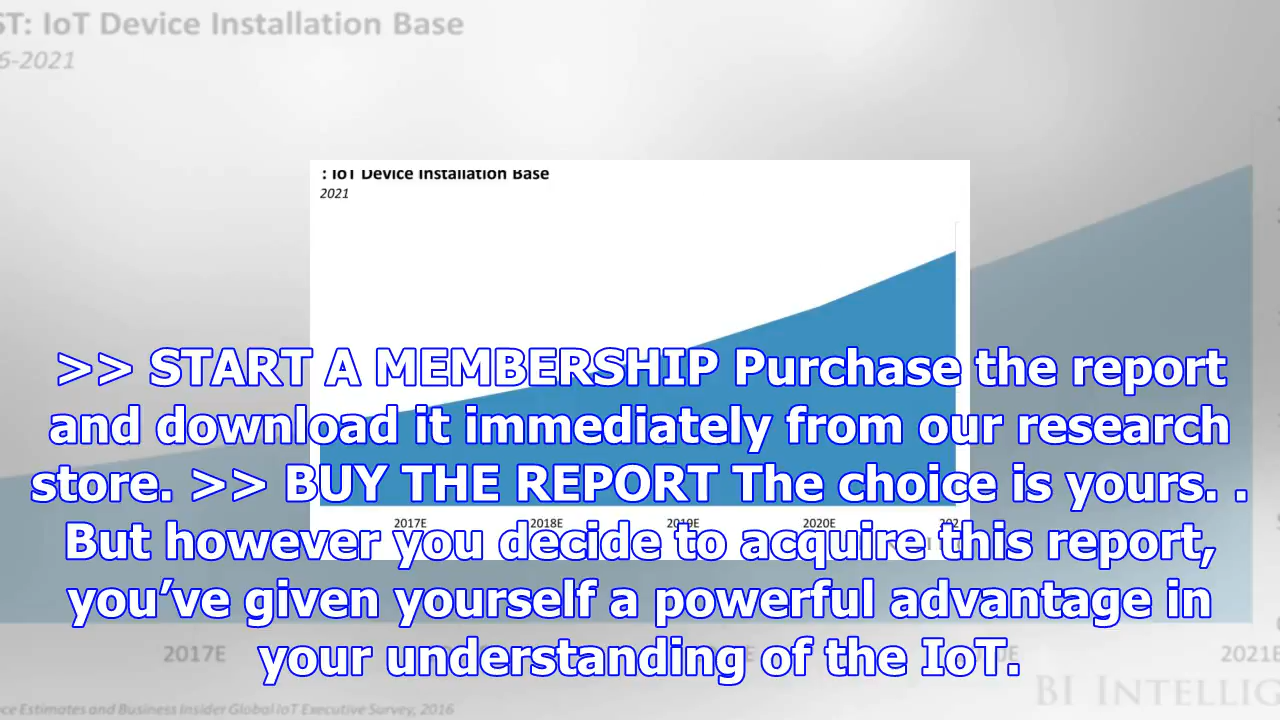 ST: IoT Device Installation Base
6-2021
: IoT Device Installation Base
2021
>> START A MEMBERSHIP Purchase the report
and download it immediately from our research
store. >> BUY THE REPORT The choice is yours. .
But however you decide to acquire this report,
you’ve given yourself a powerful advantage in
your understanding of the IoT.
2017E 2018E 2019E 2020E 202
2017E 2021E
BI INTELLIG
ce Estimates and Business Insider Global IoT Executive Survey, 2016